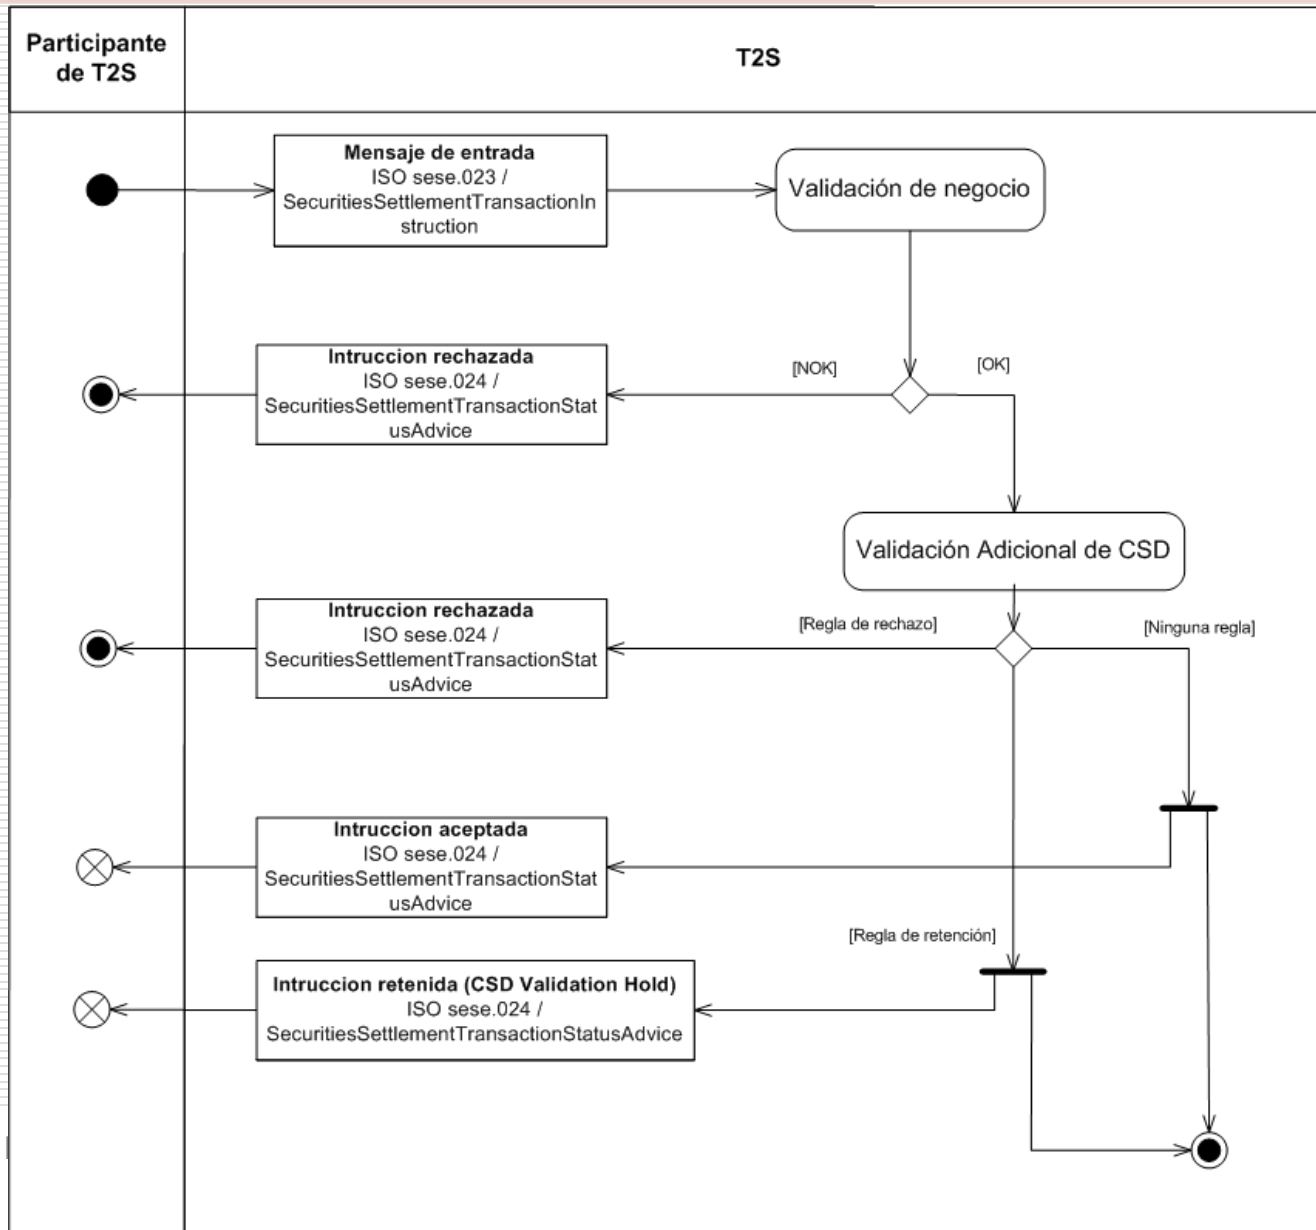 Participante
de T2S
T2S
Mensaje de entrada
ISO sese.023 /
SecuritiesSettlementTransactionIn
struction
Validación de negocio
Intruccion rechazada
ISO sese.024 /
SecuritiesSettlementTransactionStat
usAdvice
[NOK]
[OK]
Validación Adicional de CSD
Intruccion rechazada
ISO sese.024 /
SecuritiesSettlementTransactionStat
usAdvice
[Regla de rechazo]
[Ninguna regla]
Intruccion aceptada
ISO sese.024 /
SecuritiesSettlementTransactionStat
usAdvice
[Regla de retención]
Intruccion retenida (CSD Validation Hold)
ISO sese.024 /
SecuritiesSettlementTransactionStatusAdvice